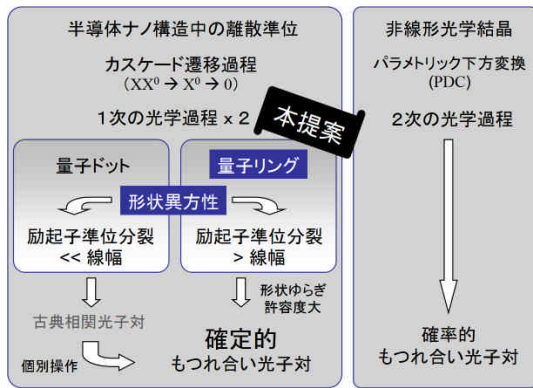 半導体ナノ構造中の離散準位
カスケード遷移過程
(XX⁰→X⁰→0)
1次の光学過程 x 2
本提案
量子ドット
量子リング
形状異方性
励起子準位分裂
<< 線幅
励起子準位分裂
> 線幅
形状ゆらぎ
許容度大
古典相関光子対
個別操作
確定的
もつれ合い光子対
非線形光学結晶
パラメトリック下方変換
(PDC)
2次の光学過程
確率的
もつれ合い光子対